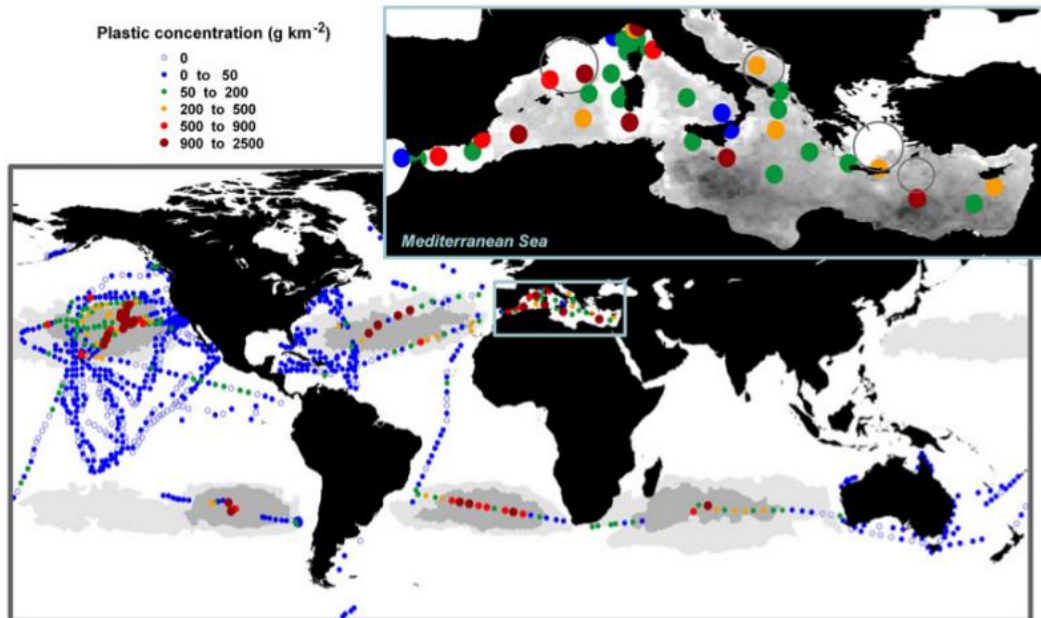 Plastic concentration (g km⁻²)
0
0 to 50
50 to 200
200 to 500
500 to 900
900 to 2500
Mediterranean Sea